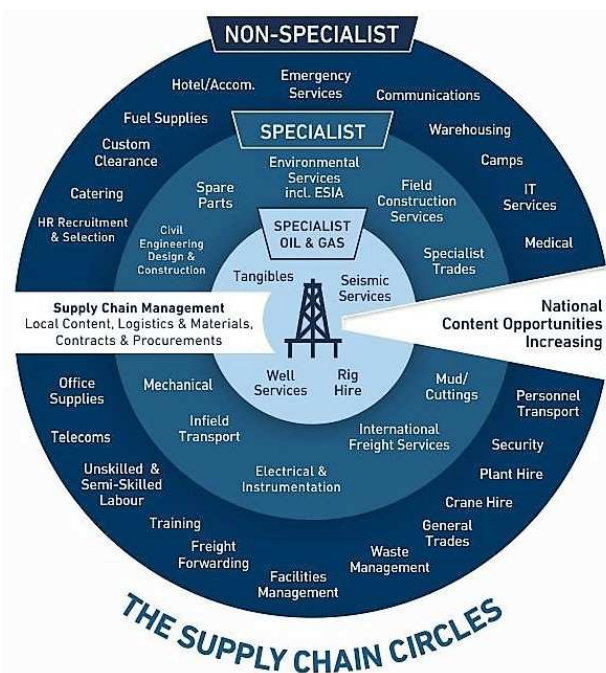 NON-SPECIALIST
Hotel/Accom.
Emergency
Services
Communications
Fuel Supplies
Warehousing
Custom
Clearance
Camps
Catering
IT
Services
HR Recruitment
& Selection
Medical
SPECIALIST
Environmental
Services
incl. ESIA
Spare
Parts
Field
Construction
Services
Civil
Engineering
Design &
Construction
Specialist
Trades
SPECIALIST
OIL & GAS
Tangibles
Seismic
Services
Supply Chain Management
Local Content, Logistics & Materials,
Contracts & Procurements
National
Content Opportunities
Increasing
Well
Services
Rig
Hire
Mechanical
Mud/
Cuttings
Infield
Transport
International
Freight Services
Electrical &
Instrumentation
Office
Supplies
Personnel
Transport
Telecoms
Security
Unskilled &
Semi-Skilled
Labour
Plant Hire
Crane Hire
Training
General
Trades
Freight
Forwarding
Waste
Management
Facilities
Management
THE SUPPLY CHAIN CIRCLES